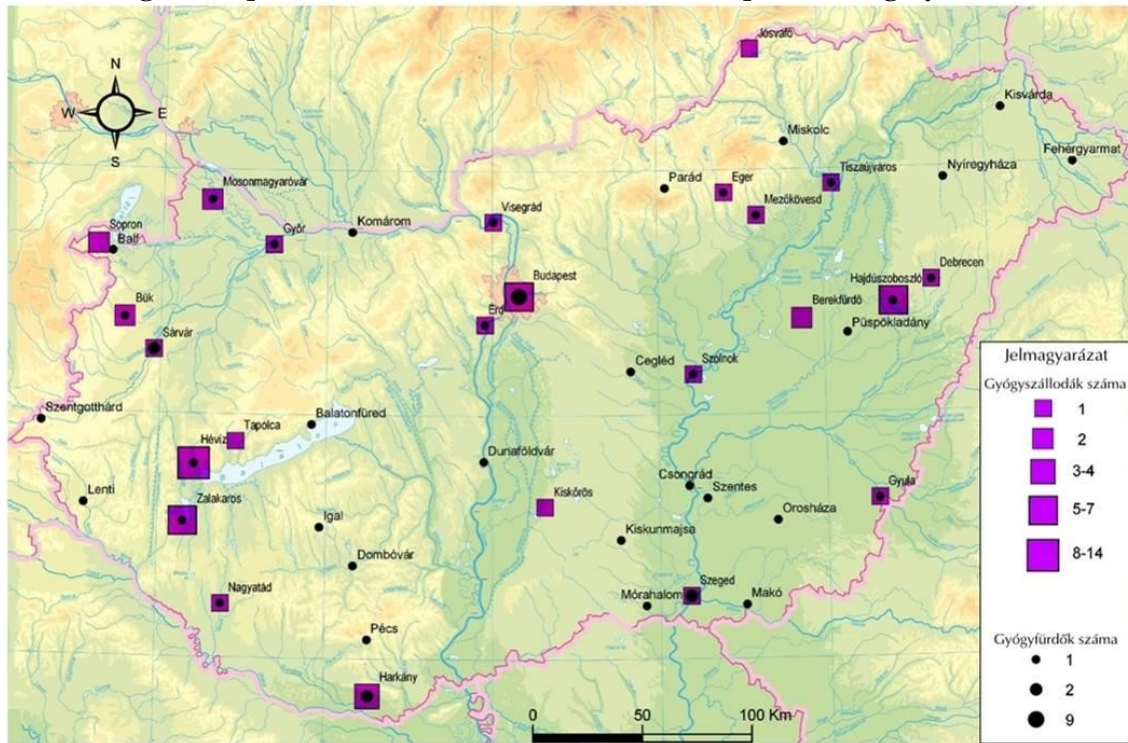 N
W E
S
Jósvafő
Kisvárda
Miskolc
Fehérgyarmat
Mosonmagyaróvár
Parád
Eger
Tiszaújváros
Nyíregyháza
Mezőkövesd
Visegrád
Sopron
Balf
Győr
Komárom
Budapest
Hajdúszoboszló
Debrecen
Bük
Érd
Berekfürdő
Püspökladány
Sárvár
Cegléd
Szolnok
Szentgotthárd
Tapolca
Balatonfüred
Hévíz
Dunaföldvár
Csongrád
Szentes
Gyula
Lenti
Zalakaros
Igal
Kiskőrös
Orosháza
Kiskunmajsa
Dombóvár
Nagyatád
Mórahalom
Szeged
Makó
Pécs
Harkány
0 50 100 Km
Jelmagyarázat
Gyógyszállodák száma
1
2
3-4
5-7
8-14
Gyógyfürdők száma
1
2
9